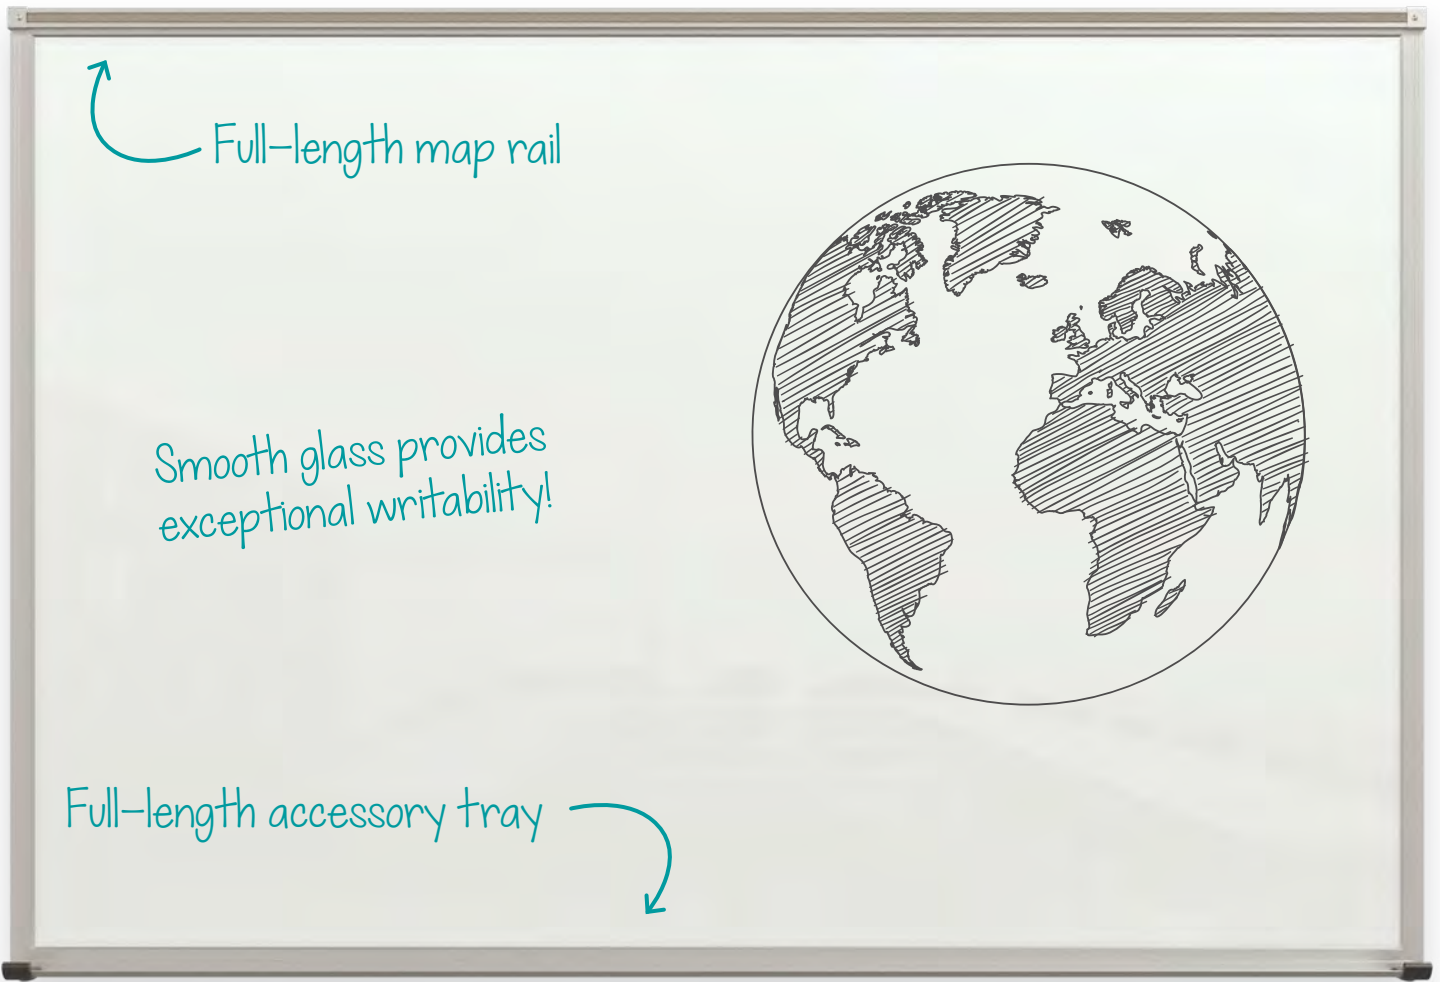 Full-length map rail
Smooth glass provides
exceptional writability!
Full-length accessory tray